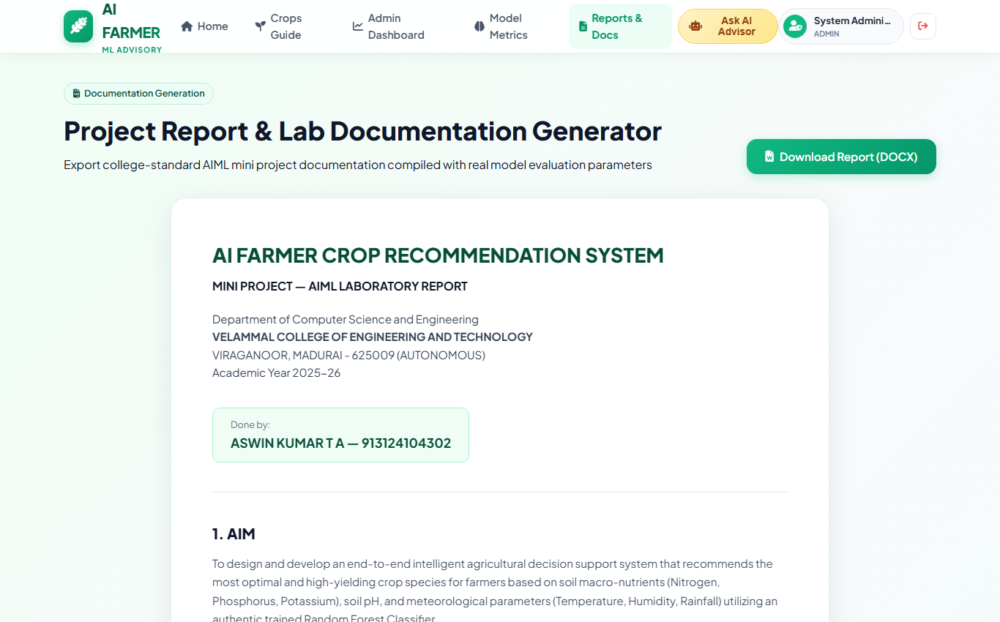 AI
FARMER
ML ADVISORY
Home
Crops
Guide
Admin
Dashboard
Model
Metrics
Reports &
Docs
Ask AI
Advisor
System Admini...
ADMIN
Documentation Generation
Project Report & Lab Documentation Generator
Export college-standard AIML mini project documentation compiled with real model evaluation parameters
Download Report (DOCX)
AI FARMER CROP RECOMMENDATION SYSTEM
MINI PROJECT — AIML LABORATORY REPORT
Department of Computer Science and Engineering
VELAMMAL COLLEGE OF ENGINEERING AND TECHNOLOGY
VIRAGANOOR, MADURAI - 625009 (AUTONOMOUS)
Academic Year 2025–26
Done by:
ASWIN KUMAR T A — 913124104302
1. AIM
To design and develop an end-to-end intelligent agricultural decision support system that recommends the
most optimal and high-yielding crop species for farmers based on soil macro-nutrients (Nitrogen,
Phosphorus, Potassium), soil pH, and meteorological parameters (Temperature, Humidity, Rainfall) utilizing an
authentic trained Random Forest Classifier.